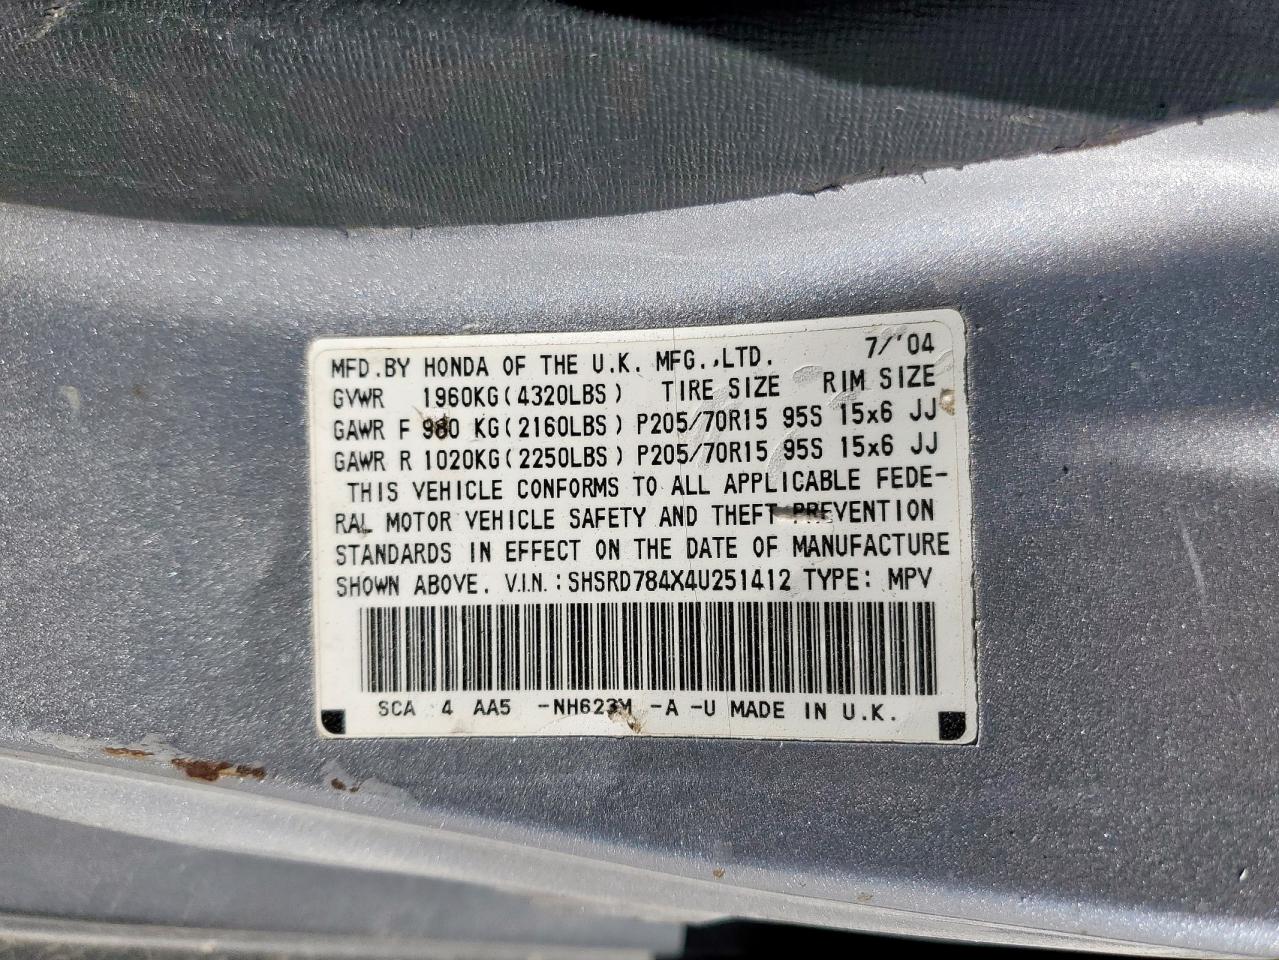 MFD.BY HONDA OF THE U.K. MFG.,LTD. 7/'04
GVWR 1960KG(4320LBS) TIRE SIZE RIM SIZE
GAWR F 980 KG(2160LBS) P205/70R15 95S 15x6 JJ
GAWR R 1020KG(2250LBS) P205/70R15 95S 15x6 JJ
THIS VEHICLE CONFORMS TO ALL APPLICABLE FEDE-
RAL MOTOR VEHICLE SAFETY AND THEFT PREVENTION
STANDARDS IN EFFECT ON THE DATE OF MANUFACTURE
SHOWN ABOVE. V.I.N.: SHSRD784X4U251412 TYPE: MPV
SCA 4 AA5 -NH623M -A -U MADE IN U.K.